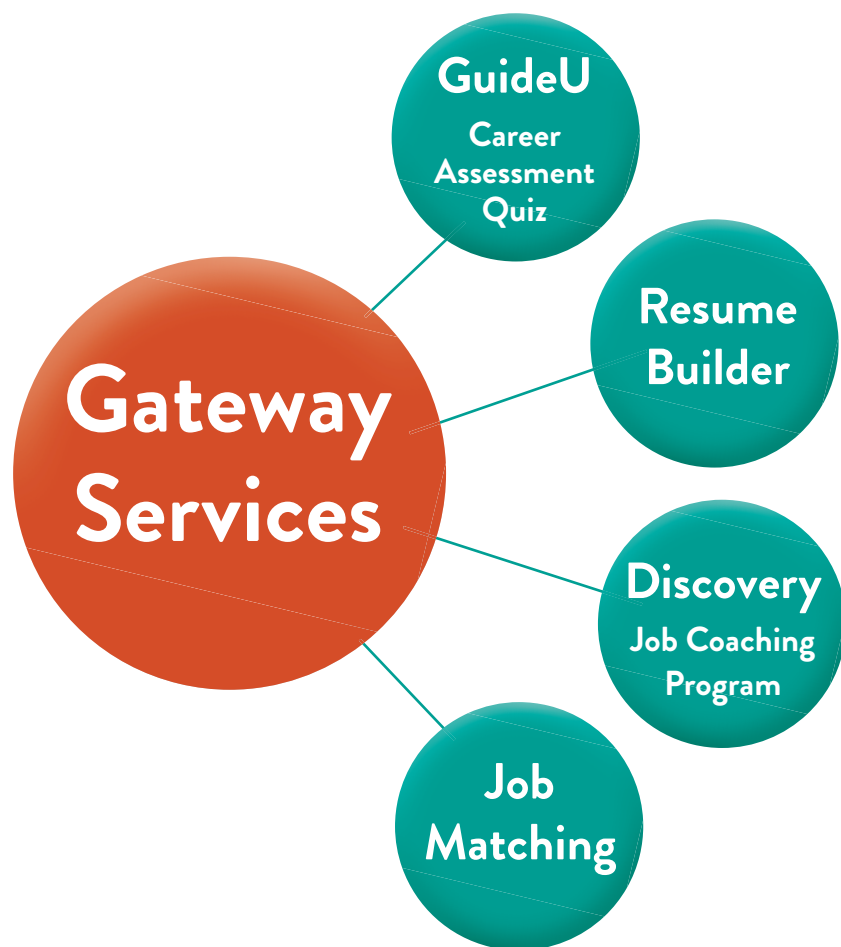 GuideU
Career
Assessment
Quiz
Resume
Builder
Gateway
Services
Discovery
Job Coaching
Program
Job
Matching